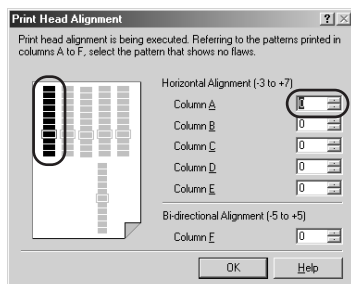 Print Head Alignment
Print head alignment is being executed. Referring to the patterns printed in
columns A to F, select the pattern that shows no flaws.
Horizontal Alignment (-3 to +7)
Column A 0
Column B 0
Column C 0
Column D 0
Column E 0
Bi-directional Alignment (-5 to +5)
Column F 0
OK Help